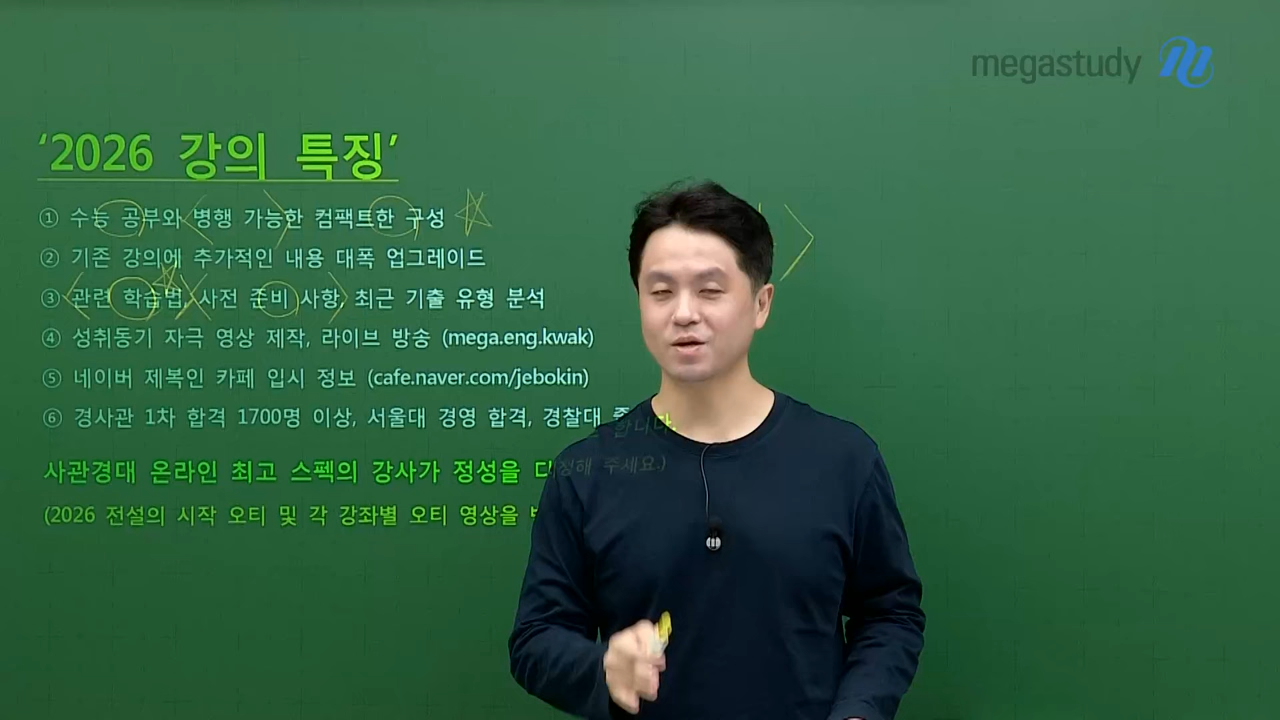 megastudy
‘2026 강의 특징’
① 수능 공부와 병행 가능한 컴팩트한 구성
② 기존 강의에 추가적인 내용 대폭 업그레이드
③ 관련 학습법, 사전 준비 사항, 최근 기출 유형 분석
④ 성취동기 자극 영상 제작, 라이브 방송 (mega.eng.kwak)
⑤ 네이버 제복인 카페 입시 정보 (cafe.naver.com/jebokin)
⑥ 경사관 1차 합격 1700명 이상, 서울대 경영 합격, 경찰대
사관경대 온라인 최고 스펙의 강사가 정성을 합니다.
(2026 전설의 시작 오티 및 각 강좌별 오티 영상을 주세요.)